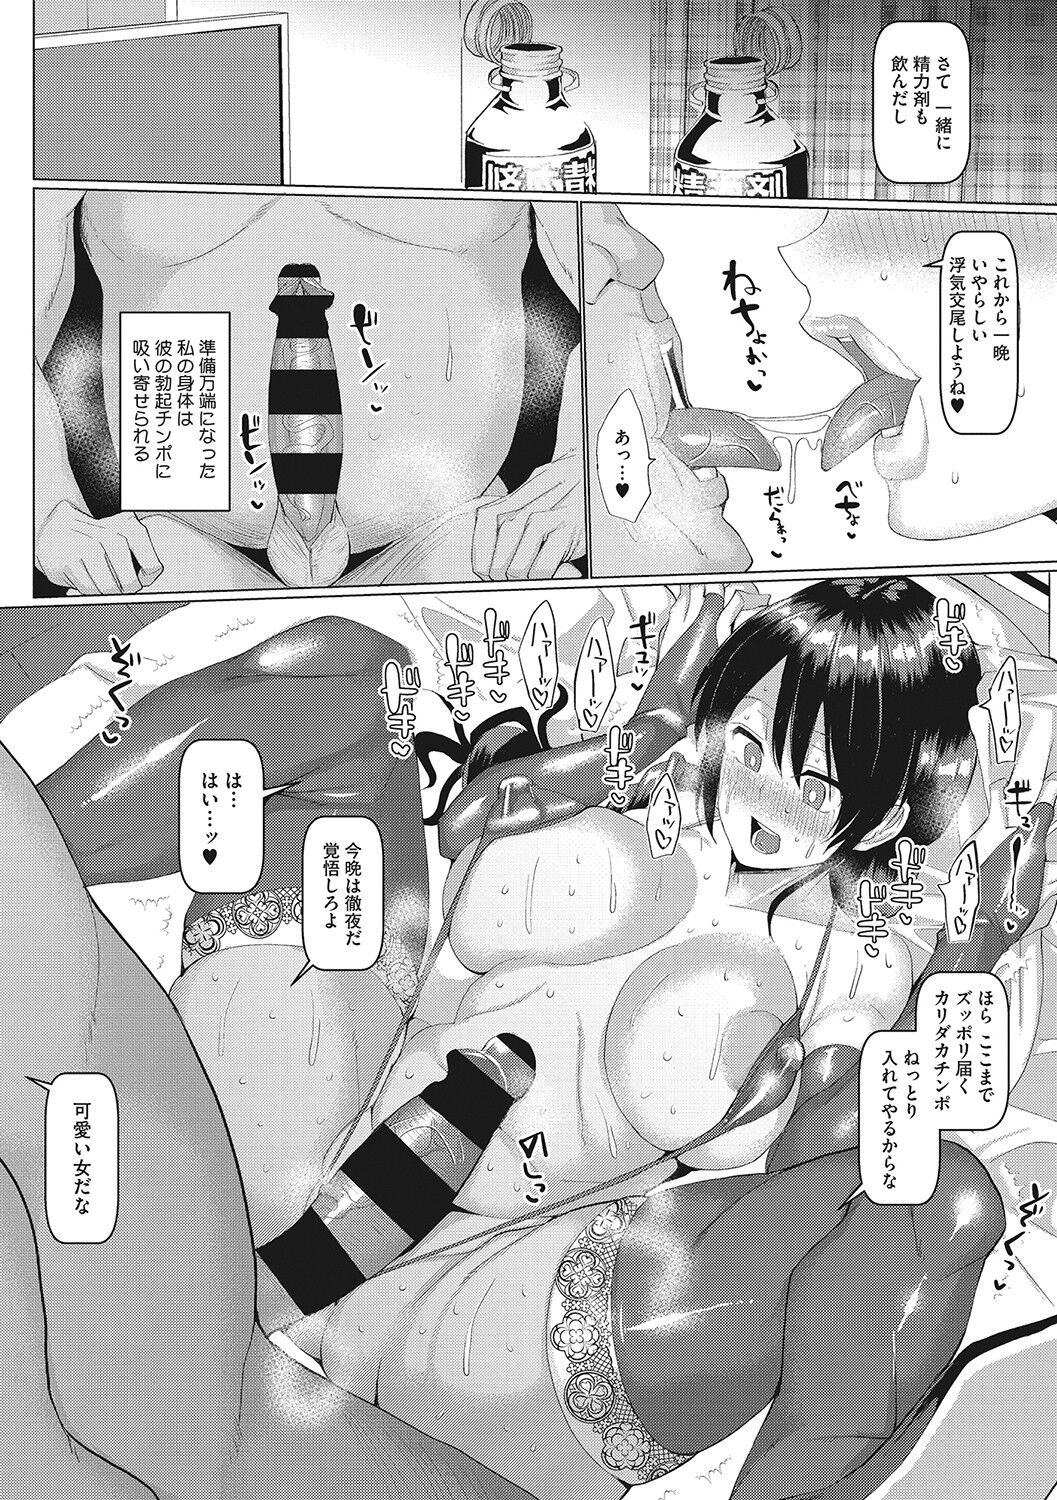 さて 一緒に
精力剤も
飲んだし
これから一晩
いやらしい
浮気交尾しようね♥
ねちょぉっ♡
あっ…♥
べちょ♡
だらぁっ
準備万端になった
私の身体は
彼の勃起チンポに
吸い寄せられる
ビーンッ♡
ビンッ♡
ドキ♡
ドキ♡
ドキ♡
ドキ♡
ハァーッ♡
ハァーッ♡
ギュッ♡
ドキ♡
ハァーッ♡
ぞくっ♡
は…
はい…ッ♥
今晩は徹夜だ
覚悟しろよ
ドキ♡
ハァッ♡
ドキ♡
ハァーッ♡
ギュッ
ほら ここまで
ズッポリ届く
カリダカチンポ
ねっとり
入れてやるからな
のしっ♡
ぞくっ♡
可愛い女だな